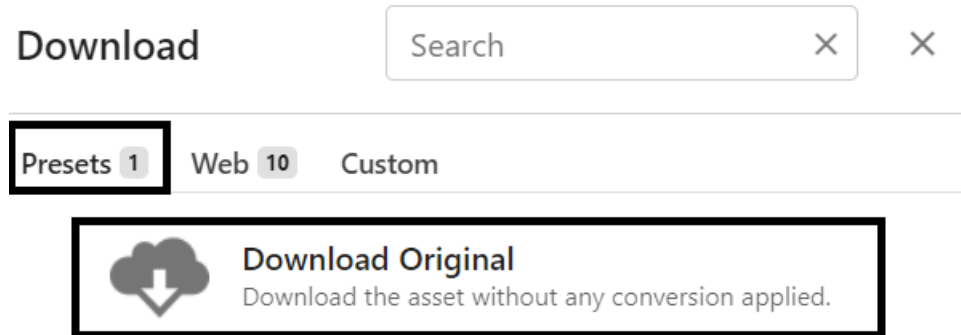 Download Search
Presets 1 Web 10 Custom
Download Original
Download the asset without any conversion applied.